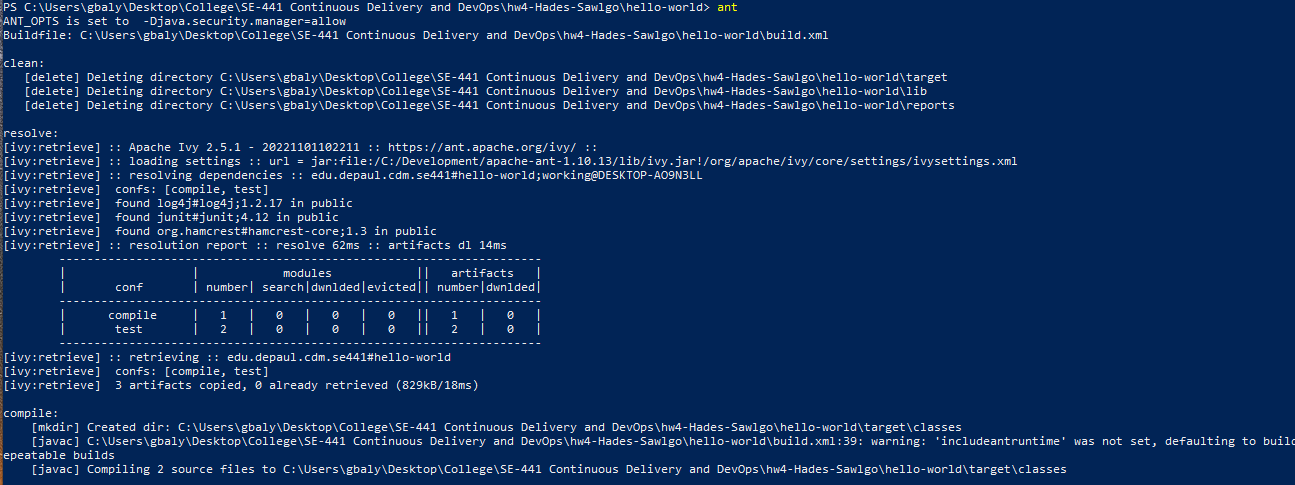 PS C:\Users\gbaly\Desktop\College\SE-441 Continuous Delivery and DevOps\hw4-Hades-Sawlgo\hello-world> ant
ANT_OPTS is set to  -Djava.security.manager=allow
Buildfile: C:\Users\gbaly\Desktop\College\SE-441 Continuous Delivery and DevOps\hw4-Hades-Sawlgo\hello-world\build.xml
clean:
   [delete] Deleting directory C:\Users\gbaly\Desktop\College\SE-441 Continuous Delivery and DevOps\hw4-Hades-Sawlgo\hello-world\target
   [delete] Deleting directory C:\Users\gbaly\Desktop\College\SE-441 Continuous Delivery and DevOps\hw4-Hades-Sawlgo\hello-world\lib
   [delete] Deleting directory C:\Users\gbaly\Desktop\College\SE-441 Continuous Delivery and DevOps\hw4-Hades-Sawlgo\hello-world\reports
resolve:
[ivy:retrieve] :: Apache Ivy 2.5.1 - 20221101102211 :: https://ant.apache.org/ivy/ ::
[ivy:retrieve] :: loading settings :: url = jar:file:/C:/Development/apache-ant-1.10.13/lib/ivy.jar!/org/apache/ivy/core/settings/ivysettings.xml
[ivy:retrieve] :: resolving dependencies :: edu.depaul.cdm.se441#hello-world;working@DESKTOP-AO9N3LL
[ivy:retrieve]  confs: [compile, test]
[ivy:retrieve]  found log4j#log4j;1.2.17 in public
[ivy:retrieve]  found junit#junit;4.12 in public
[ivy:retrieve]  found org.hamcrest#hamcrest-core;1.3 in public
[ivy:retrieve] :: resolution report :: resolve 62ms :: artifacts dl 14ms
        ---------------------------------------------------------------------
        |                  |            modules            ||   artifacts   |
        |       conf       | number| search|dwnlded|evicted|| number|dwnlded|
        ---------------------------------------------------------------------
        |      compile     |   1   |   0   |   0   |   0   ||   1   |   0   |
        |       test       |   2   |   0   |   0   |   0   ||   2   |   0   |
        ---------------------------------------------------------------------
[ivy:retrieve] :: retrieving :: edu.depaul.cdm.se441#hello-world
[ivy:retrieve]  confs: [compile, test]
[ivy:retrieve]  3 artifacts copied, 0 already retrieved (829kB/18ms)
compile:
    [mkdir] Created dir: C:\Users\gbaly\Desktop\College\SE-441 Continuous Delivery and DevOps\hw4-Hades-Sawlgo\hello-world\target\classes
    [javac] C:\Users\gbaly\Desktop\College\SE-441 Continuous Delivery and DevOps\hw4-Hades-Sawlgo\hello-world\build.xml:39: warning: 'includeantruntime' was not set, defaulting to buil
epeatable builds
    [javac] Compiling 2 source files to C:\Users\gbaly\Desktop\College\SE-441 Continuous Delivery and DevOps\hw4-Hades-Sawlgo\hello-world\target\classes